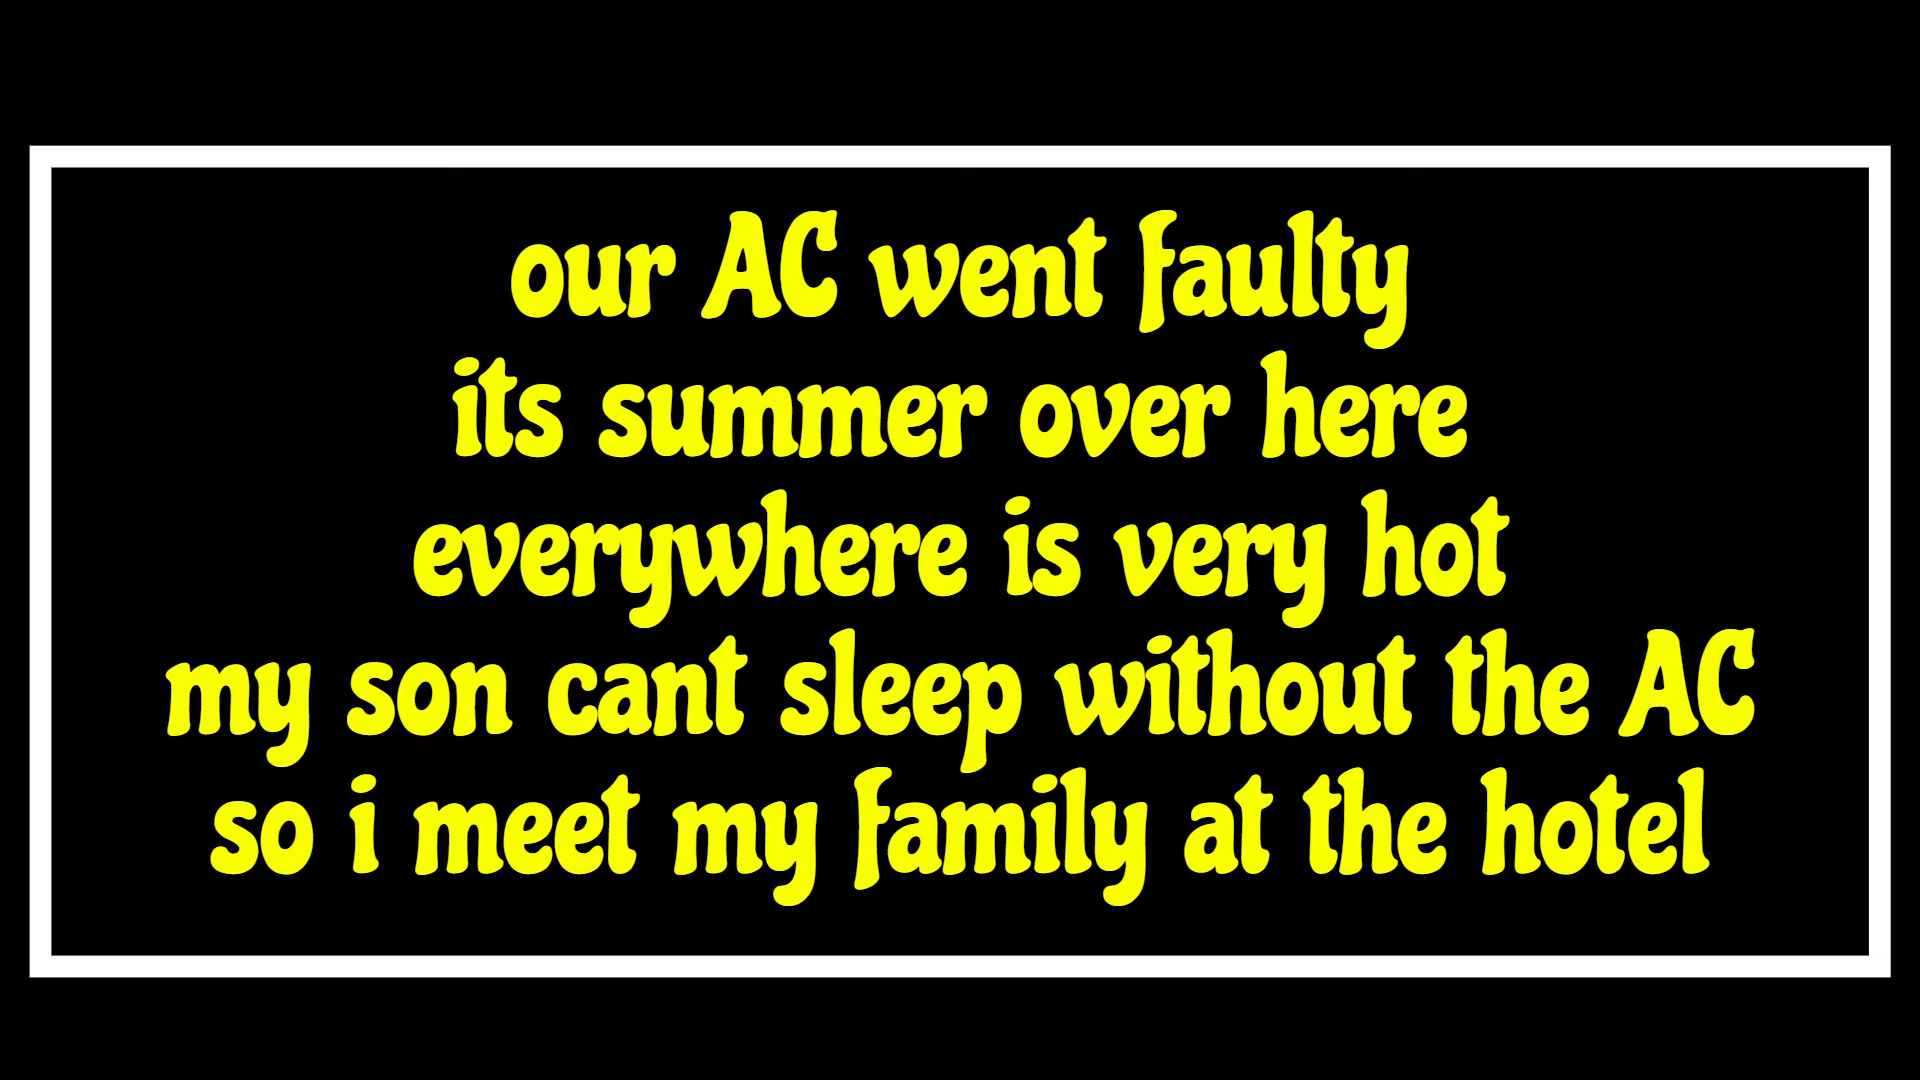 our AC went faulty
its summer over here
everywhere is very hot
my son cant sleep without the AC
so i meet my family at the hotel